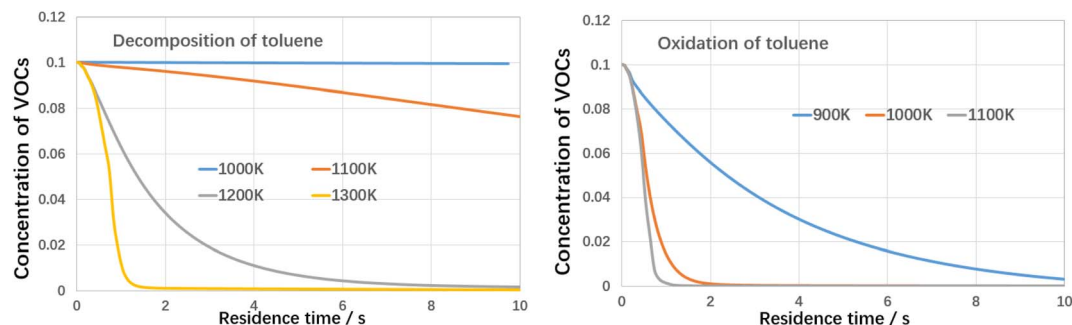 Decomposition of toluene
Concentration of VOCs
0.12
0.1
0.08
0.06
0.04
0.02
0
1000K 1100K
1200K 1300K
0 2 4 6 8 10
Residence time / s
Oxidation of toluene
Concentration of VOCs
0.12
0.1
0.08
0.06
0.04
0.02
0
900K 1000K 1100K
0 2 4 6 8 10
Residence time / s